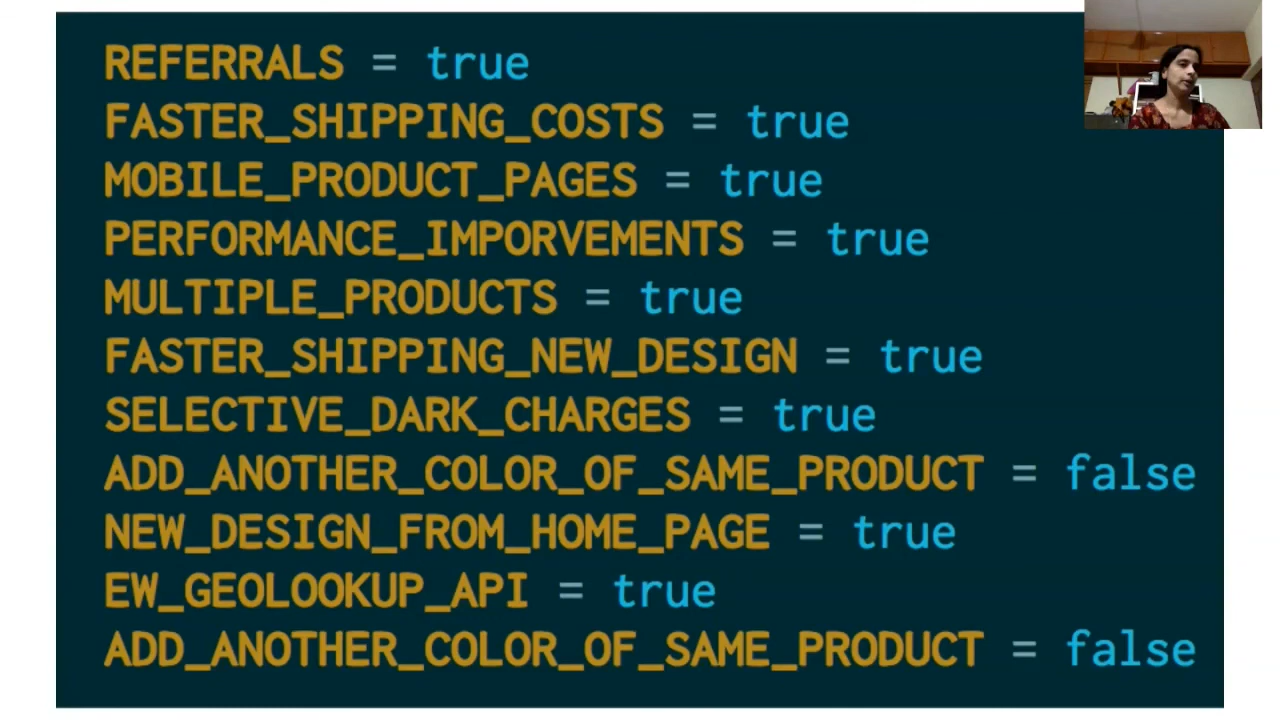 REFERRALS = true
FASTER_SHIPPING_COSTS = true
MOBILE_PRODUCT_PAGES = true
PERFORMANCE_IMPORVEMENTS = true
MULTIPLE_PRODUCTS = true
FASTER_SHIPPING_NEW_DESIGN = true
SELECTIVE_DARK_CHARGES = true
ADD_ANOTHER_COLOR_OF_SAME_PRODUCT = false
NEW_DESIGN_FROM_HOME_PAGE = true
EW_GEOLOOKUP_API = true
ADD_ANOTHER_COLOR_OF_SAME_PRODUCT = false